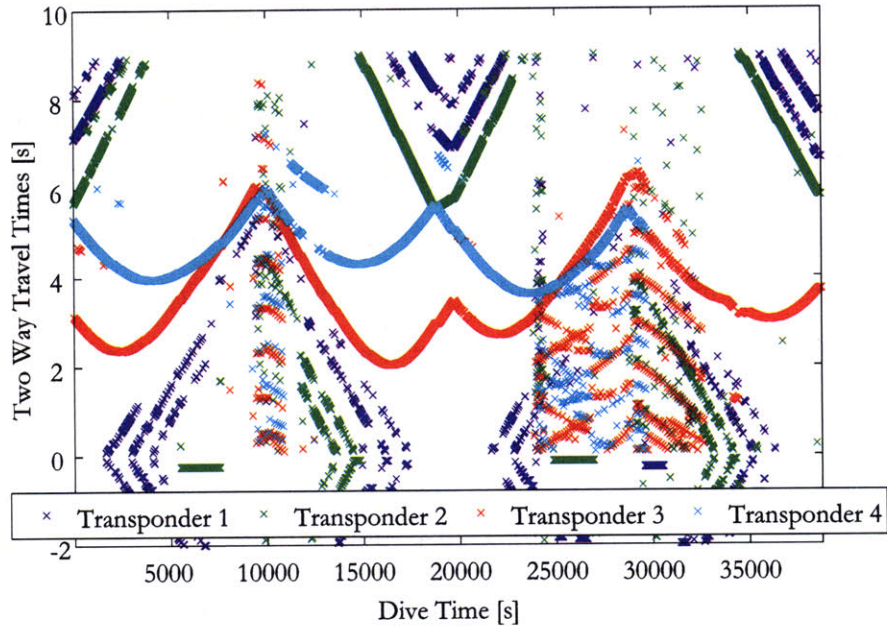 10
8
6
4
2
0
-2
Two Way Travel Times [s]
× Transponder 1 × Transponder 2 × Transponder 3 × Transponder 4
5000 10000 15000 20000 25000 30000 35000
Dive Time [s]